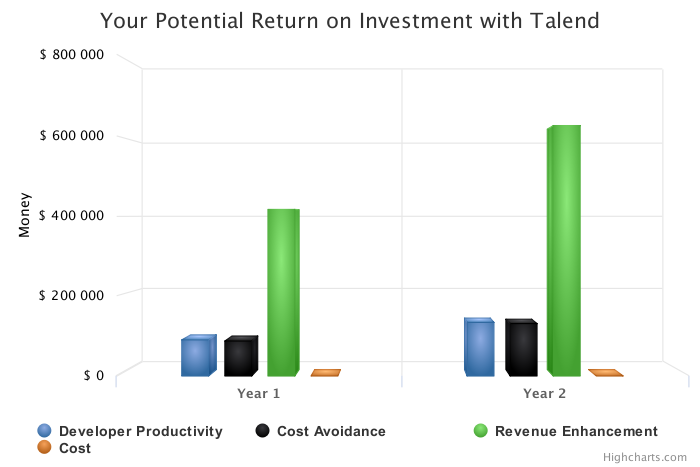 Your Potential Return on Investment with Talend
$ 800 000
$ 600 000
$ 400 000
$ 200 000
$ 0
Money
Year 1
Year 2
Developer Productivity
Cost Avoidance
Revenue Enhancement
Cost
Highcharts.com